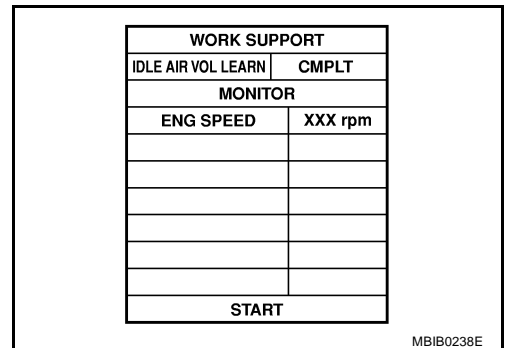 WORK SUPPORT
IDLE AIR VOL LEARN CMPLT
MONITOR
ENG SPEED XXX rpm
START
MBIB0238E